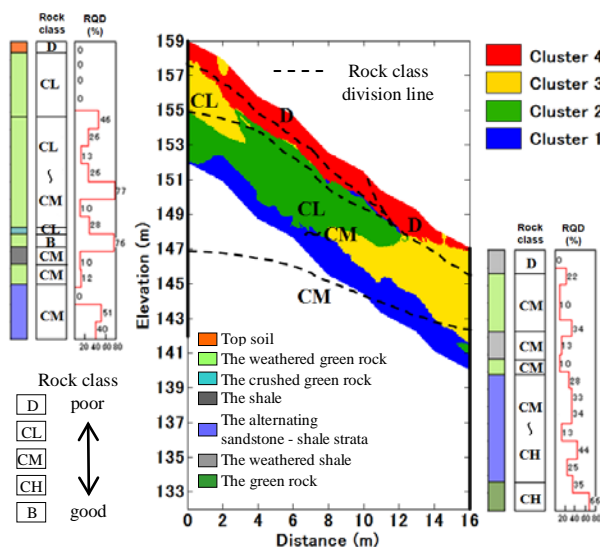 Rock
class
RQD
(%)
D
CL
CL
~
CM
CL
B
CM
CM
CM
0
0
0
0
46
26
13
26
77
10
28
76
10
12
0
51
40
20 40 60 80
Rock class
D poor
CL
CM
CH
B good
Elevation (m)
159
157
155
153
151
149
147
145
143
141
139
137
135
133
132
0 2 4 6 8 10 12 14 16
Distance (m)
Rock class
division line
CL
D
CL
~CM
D
CM
Top soil
The weathered green rock
The crushed green rock
The shale
The alternating
sandstone - shale strata
The weathered shale
The green rock
Cluster 4
Cluster 3
Cluster 2
Cluster 1
Rock
class
RQD
(%)
D
CM
CM
CM
CM
~
CH
CH
0
22
10
34
13
10
28
33
34
13
44
25
35
66
20 40 60 80